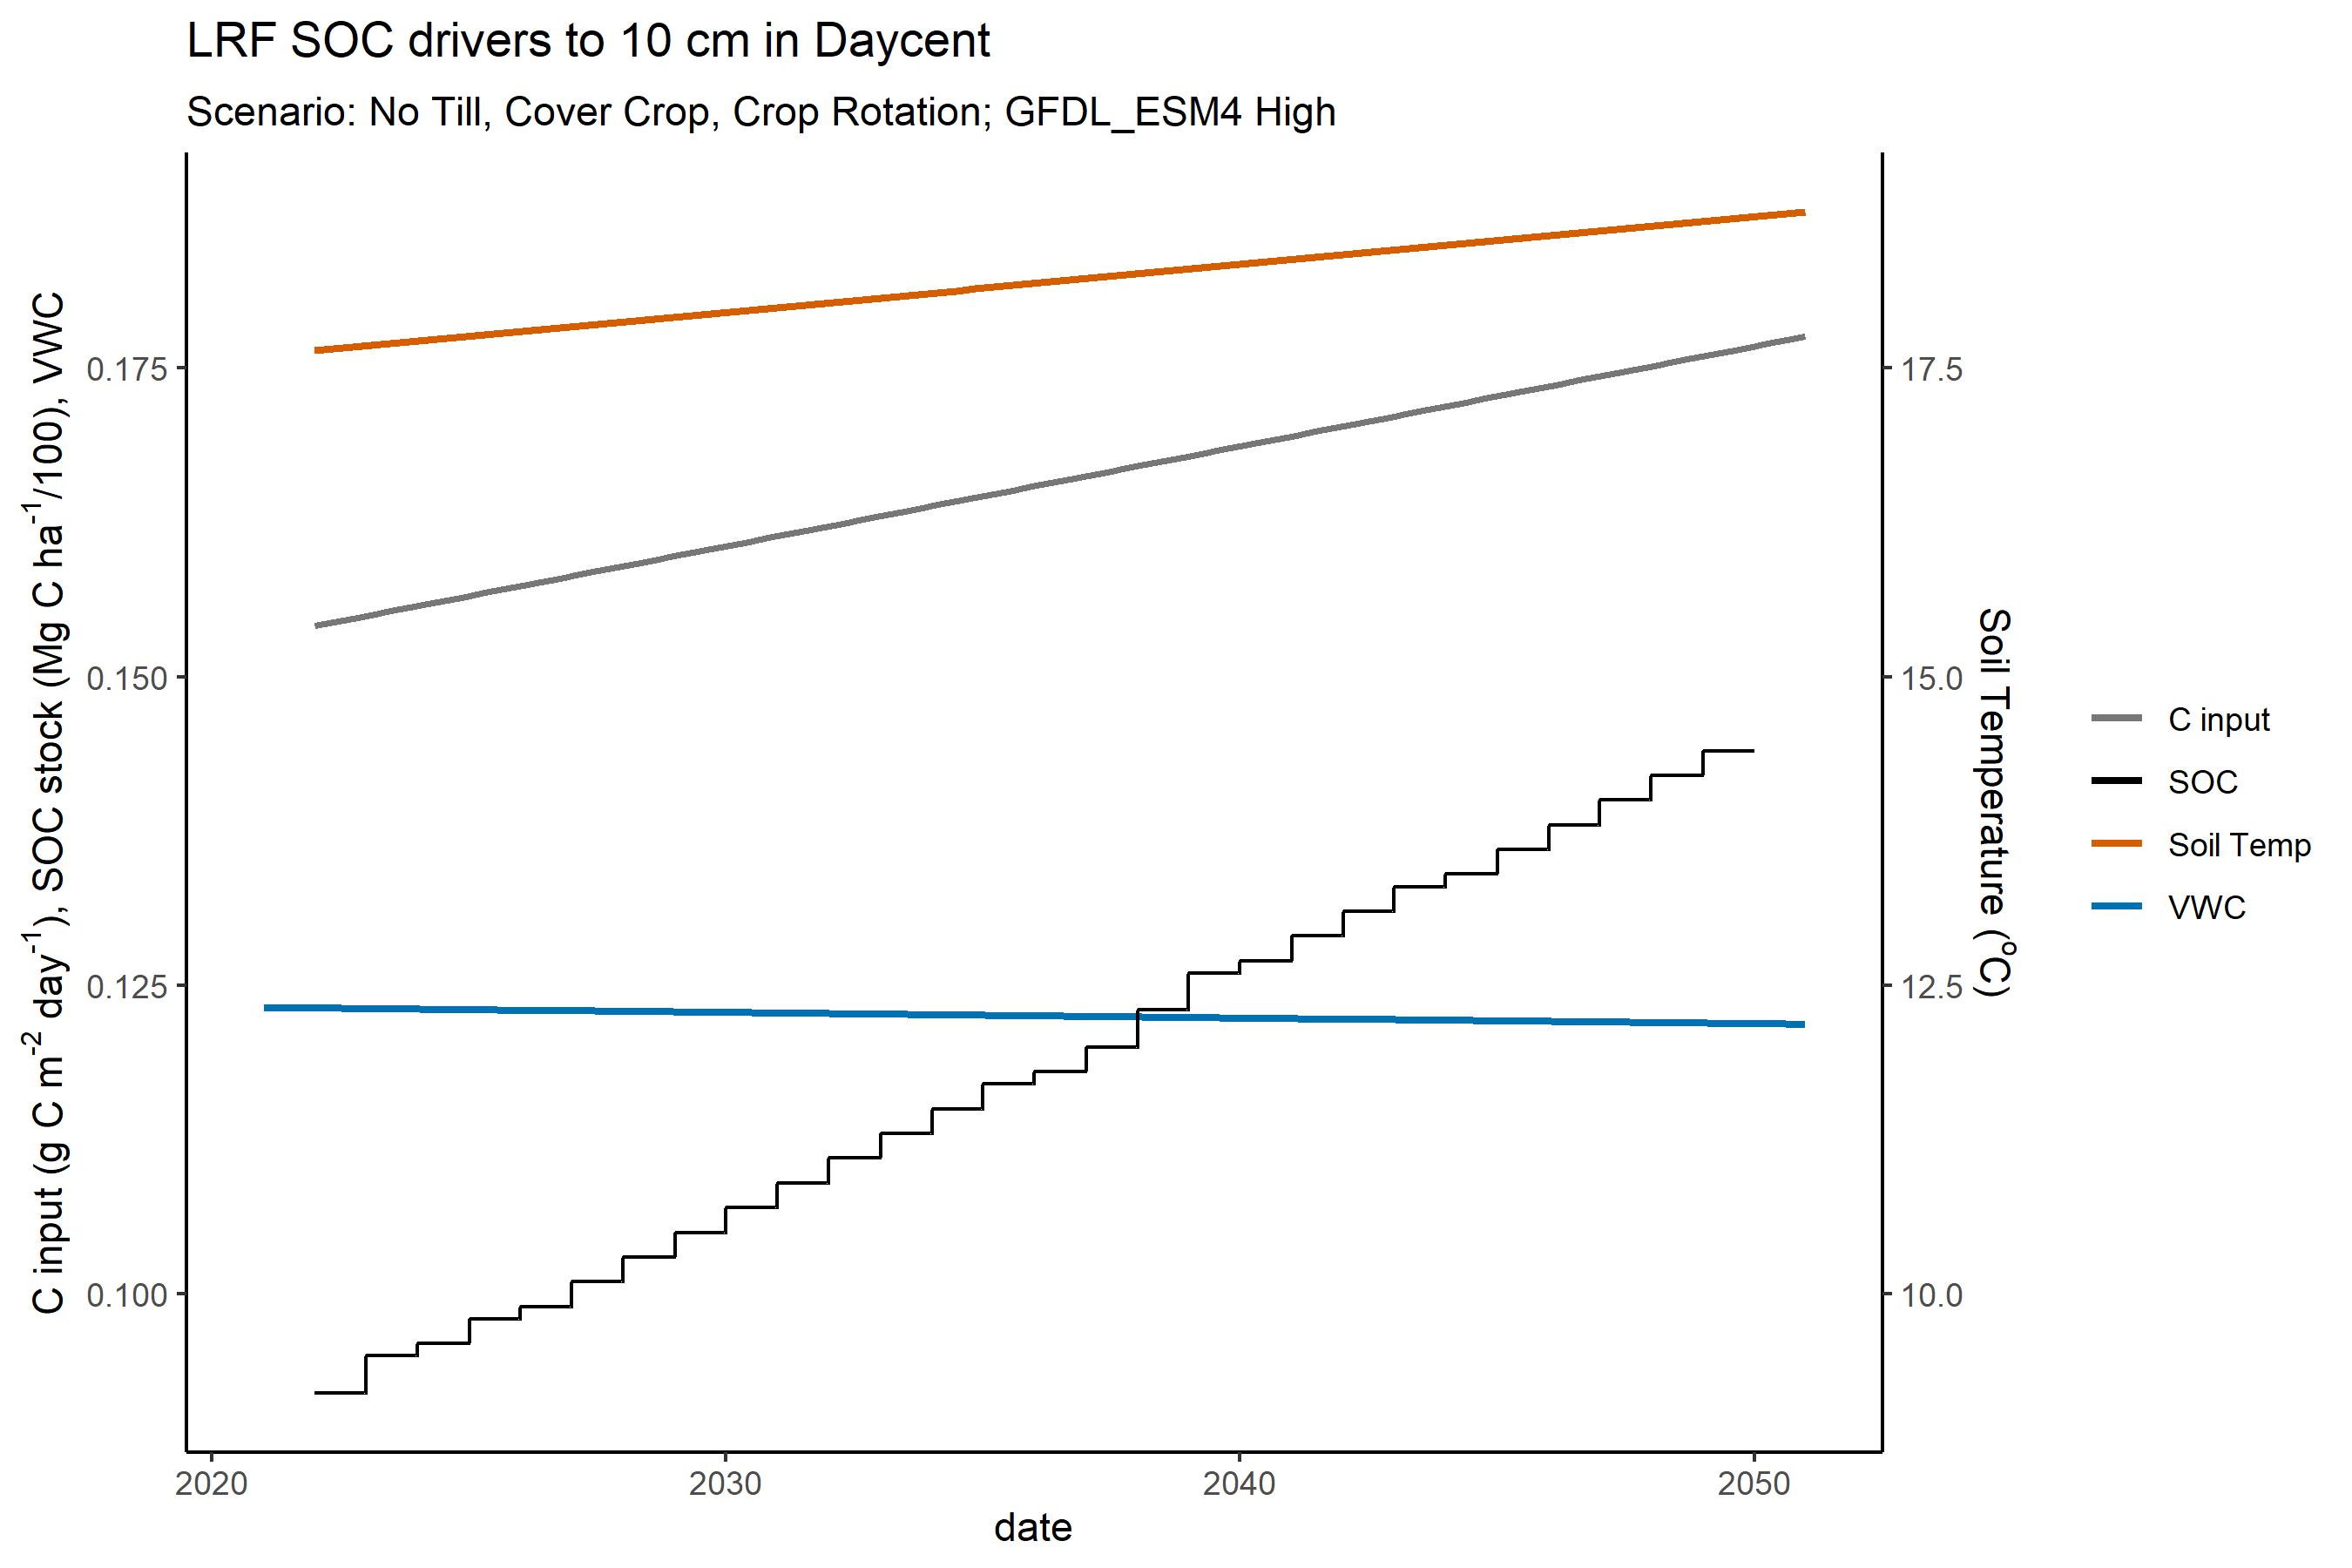 LRF SOC drivers to 10 cm in Daycent
Scenario: No Till, Cover Crop, Crop Rotation; GFDL_ESM4 High
C input (g C m⁻² day⁻¹), SOC stock (Mg C ha⁻¹/100), VWC
0.175
0.150
0.125
0.100
17.5
15.0
12.5
10.0
Soil Temperature (°C)
C input
SOC
Soil Temp
VWC
2020
2030
2040
2050
date